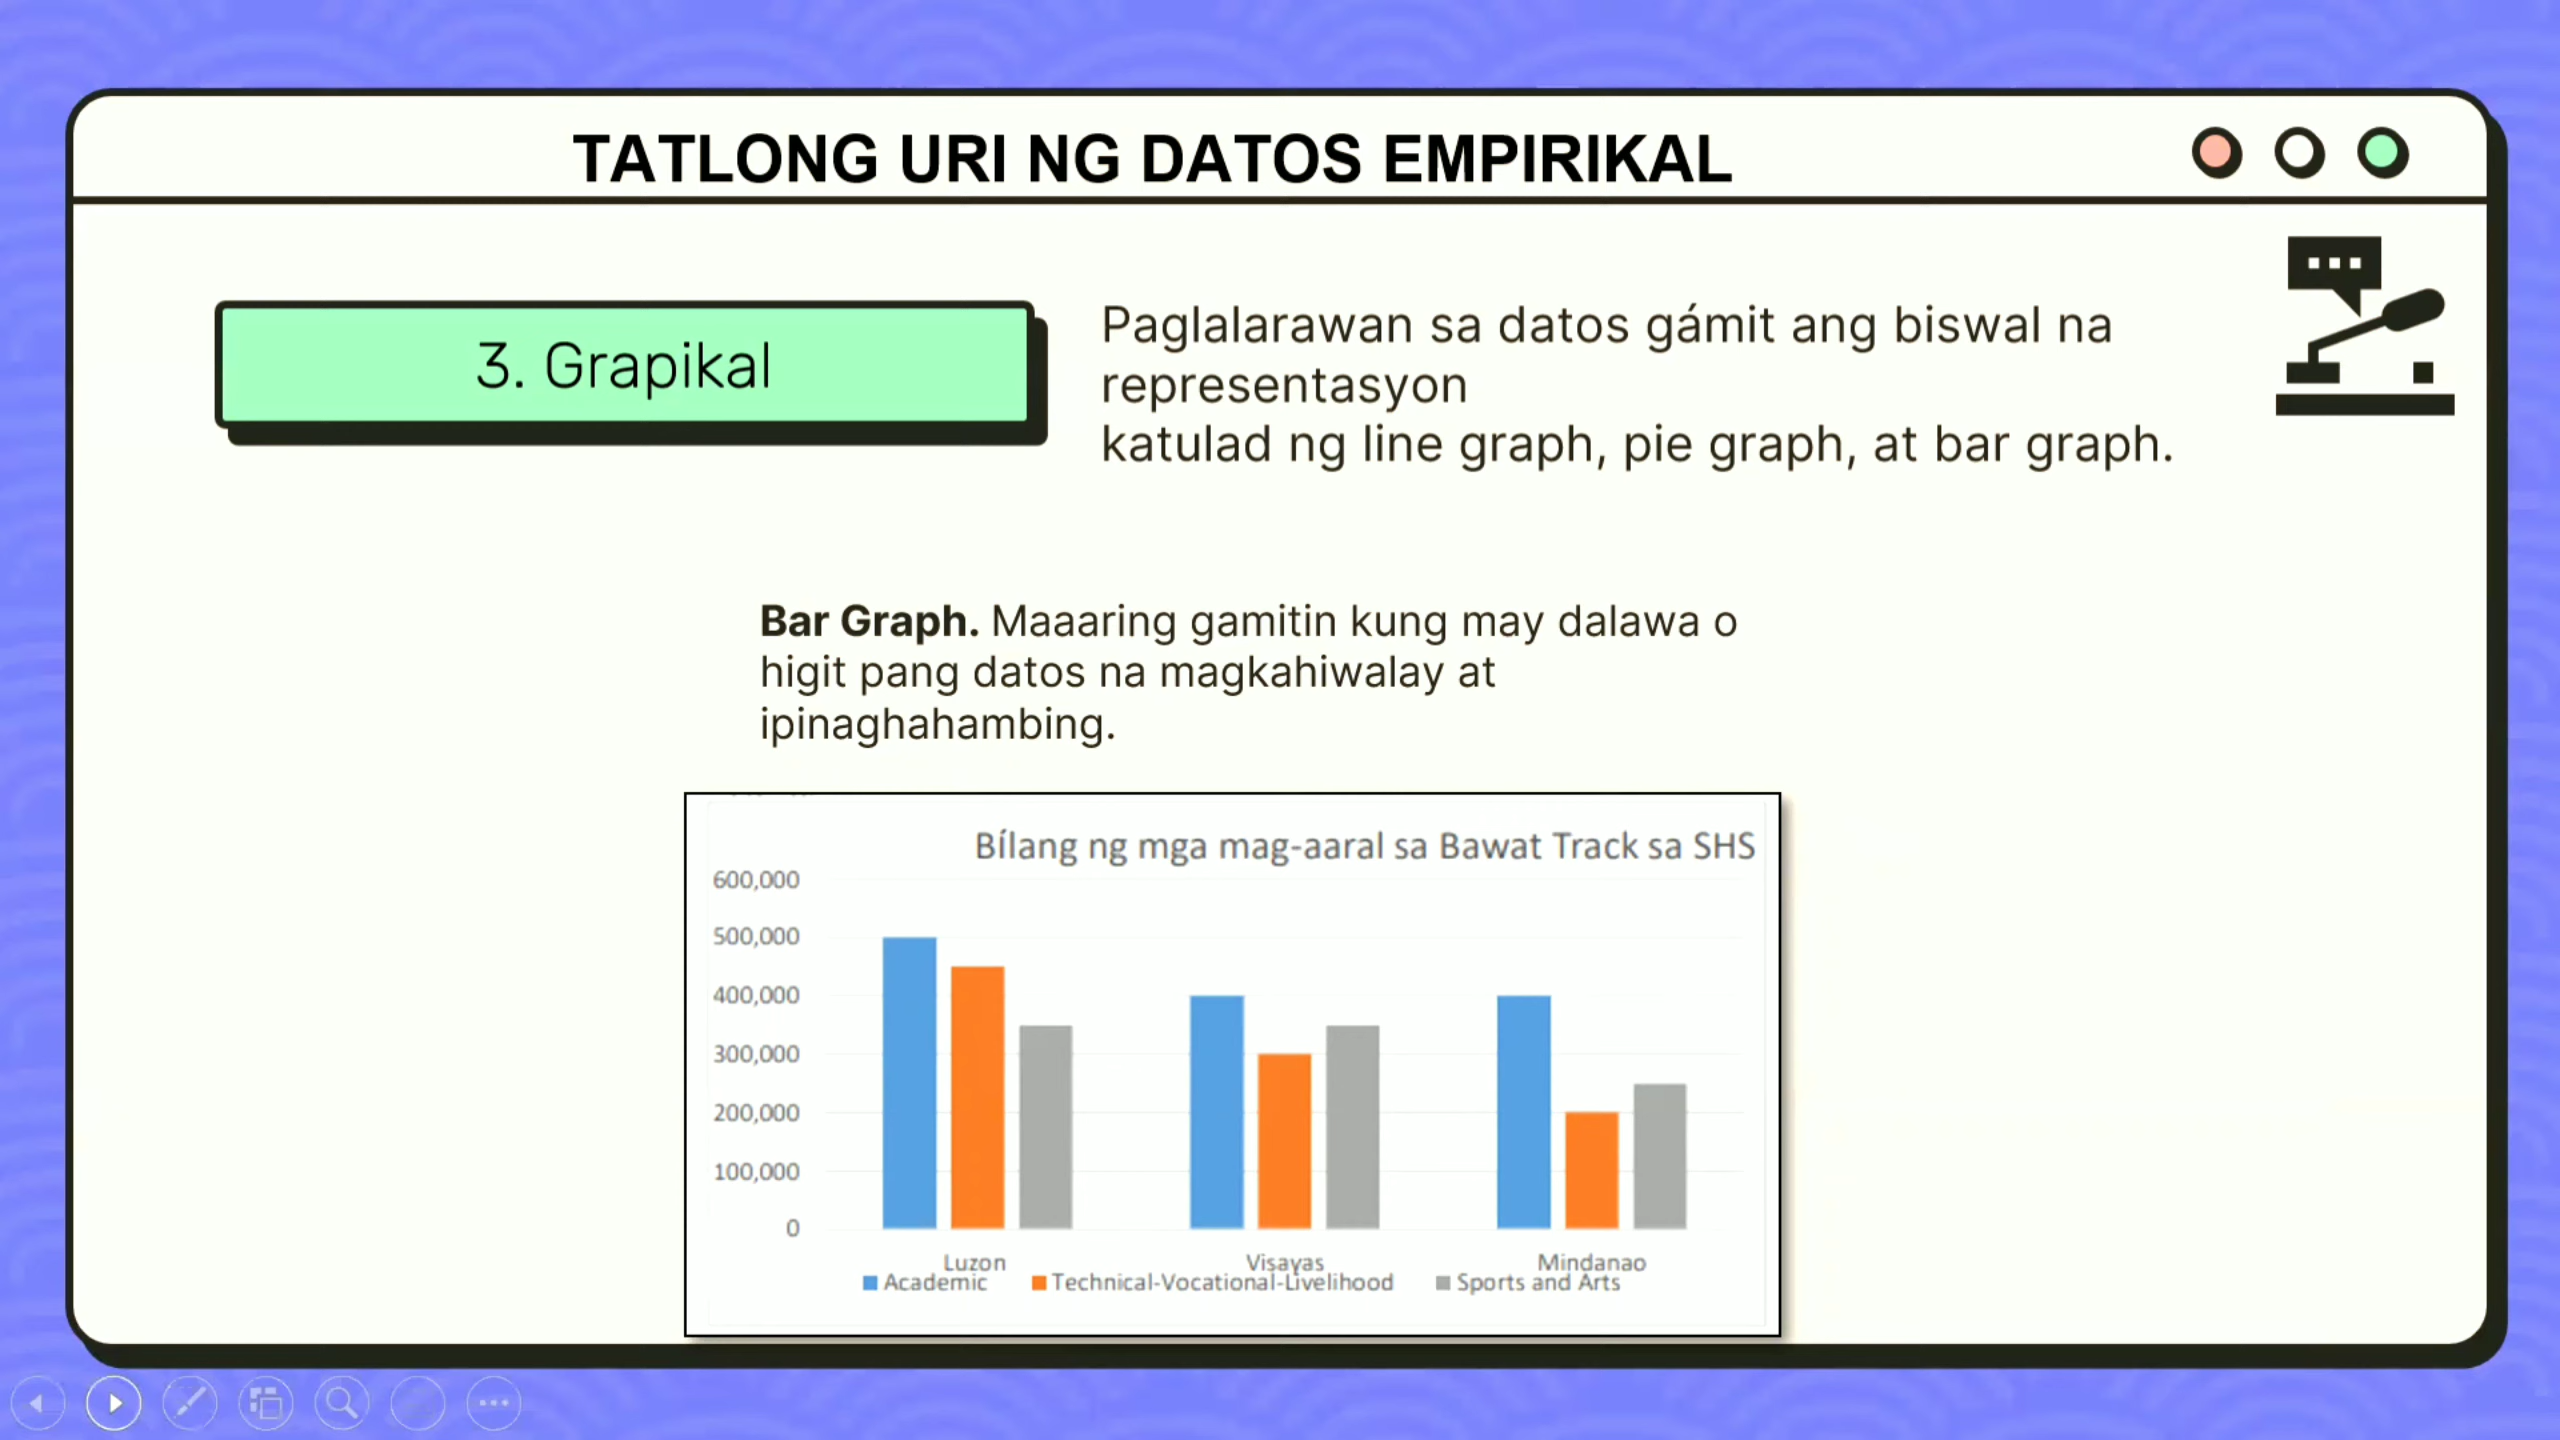 TATLONG URI NG DATOS EMPIRIKAL
3. Grapikal
Paglalarawan sa datos gámit ang biswal na
representasyon
katulad ng line graph, pie graph, at bar graph.
Bar Graph. Maaaring gamitin kung may dalawa o
higit pang datos na magkahiwalay at
ipinaghahambing.
Bílang ng mga mag-aaral sa Bawat Track sa SHS
600,000
500,000
400,000
300,000
200,000
100,000
0
Luzon Visayas Mindanao
Academic Technical-Vocational-Livelihood Sports and Arts